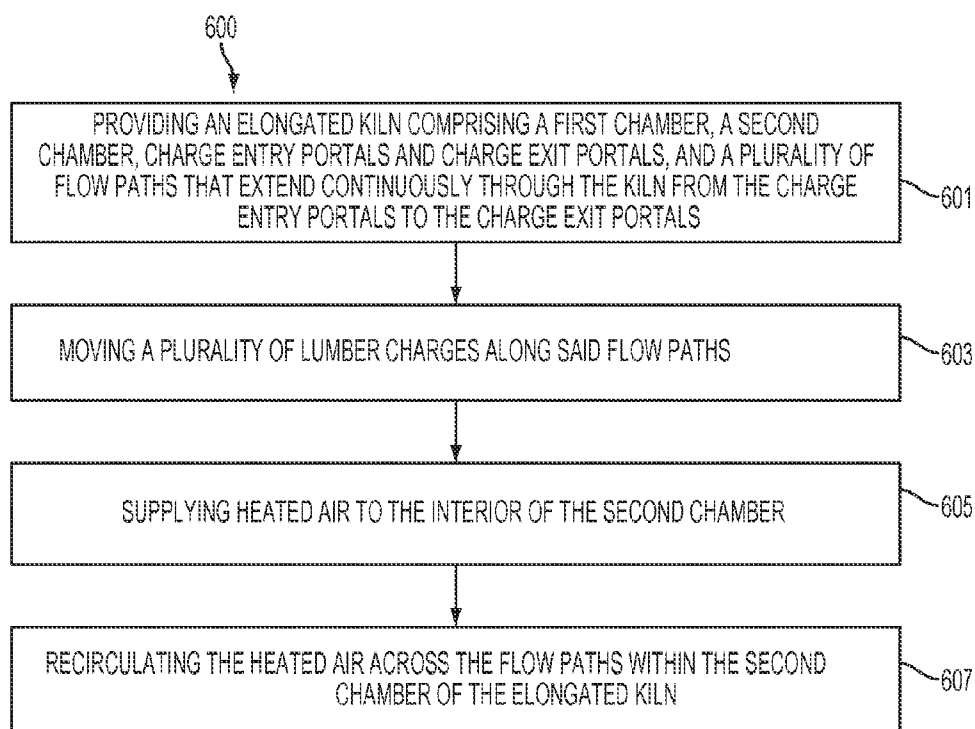 600
PROVIDING AN ELONGATED KILN COMPRISING A FIRST CHAMBER, A SECOND
CHAMBER, CHARGE ENTRY PORTALS AND CHARGE EXIT PORTALS, AND A PLURALITY OF
FLOW PATHS THAT EXTEND CONTINUOUSLY THROUGH THE KILN FROM THE CHARGE
ENTRY PORTALS TO THE CHARGE EXIT PORTALS
601
MOVING A PLURALITY OF LUMBER CHARGES ALONG SAID FLOW PATHS
603
SUPPLYING HEATED AIR TO THE INTERIOR OF THE SECOND CHAMBER
605
RECIRCULATING THE HEATED AIR ACROSS THE FLOW PATHS WITHIN THE SECOND
CHAMBER OF THE ELONGATED KILN
607